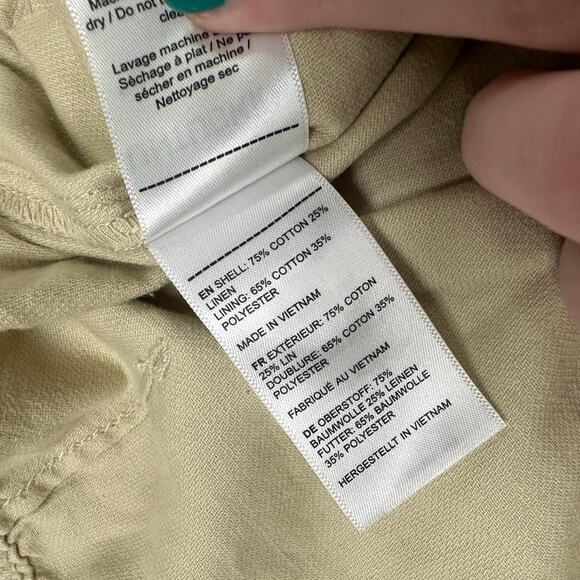 dry / Do not
Lavage machine
Séchage à plat / Ne
sécher en machine /
Nettoyage sec
EN SHELL: 75% COTTON 25%
LINEN
LINING: 65% COTTON 35%
POLYESTER
MADE IN VIETNAM
FR EXTÉRIEUR: 75% COTON
25% LIN
DOUBLURE: 65% COTON 35%
POLYESTER
FABRIQUÉ AU VIETNAM
DE OBERSTOFF: 75%
BAUMWOLLE 25% LEINEN
FUTTER: 65% BAUMWOLLE
35% POLYESTER
HERGESTELLT IN VIETNAM